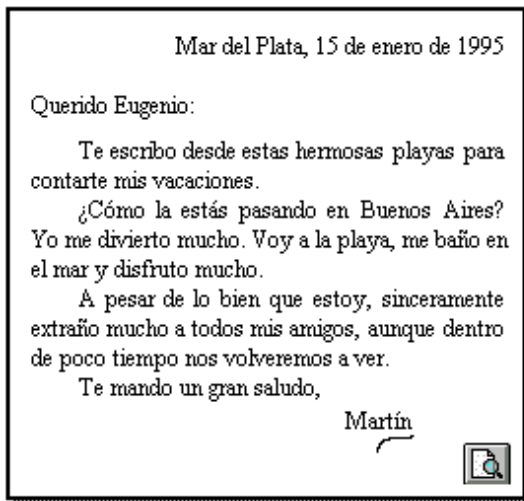 Mar del Plata, 15 de enero de 1995
Querido Eugenio:
Te escribo desde estas hermosas playas para
contarte mis vacaciones.
¿Cómo la estás pasando en Buenos Aires?
Yo me divierto mucho. Voy a la playa, me baño en
el mar y disfruto mucho.
A pesar de lo bien que estoy, sinceramente
extraño mucho a todos mis amigos, aunque dentro
de poco tiempo nos volveremos a ver.
Te mando un gran saludo,
Martín